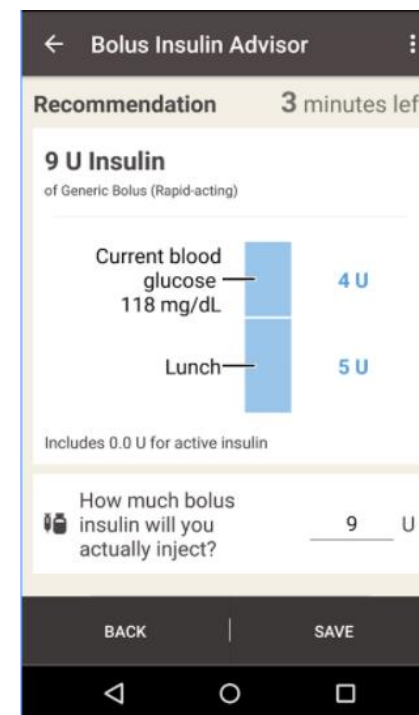 Bolus Insulin Advisor
Recommendation 3 minutes lef
9 U Insulin
of Generic Bolus (Rapid-acting)
Current blood
glucose
118 mg/dL
4 U
Lunch
5 U
Includes 0.0 U for active insulin
How much bolus
insulin will you
actually inject?
9 U
BACK | SAVE